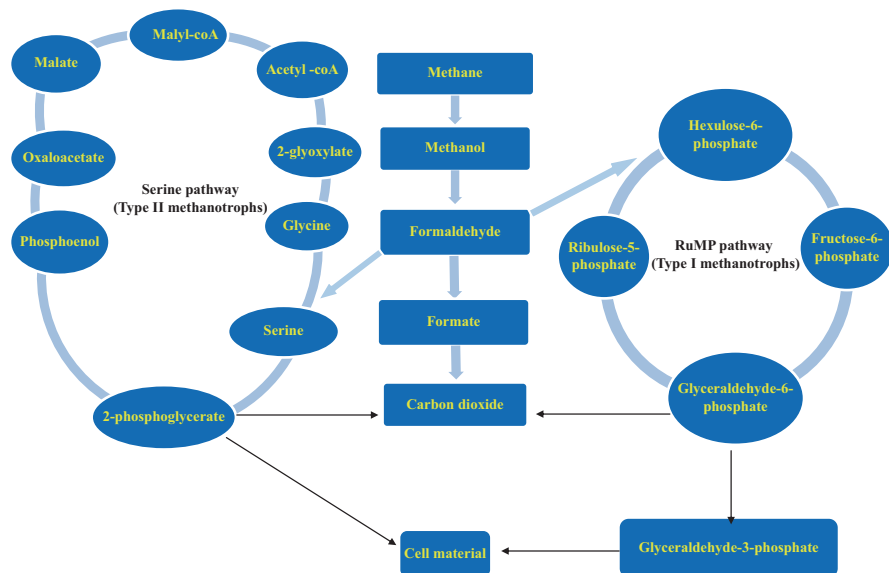 Malyl-coA
Malate
Acetyl -coA
Oxaloacetate
2-glyoxylate
Serine pathway
(Type II methanotrophs)
Phosphoenol
Glycine
Serine
2-phosphoglycerate
Methane
Methanol
Formaldehyde
Formate
Carbon dioxide
Hexulose-6-
phosphate
Ribulose-5-
phosphate
RuMP pathway
(Type I methanotrophs)
Fructose-6-
phosphate
Glyceraldehyde-6-
phosphate
Cell material
Glyceraldehyde-3-phosphate